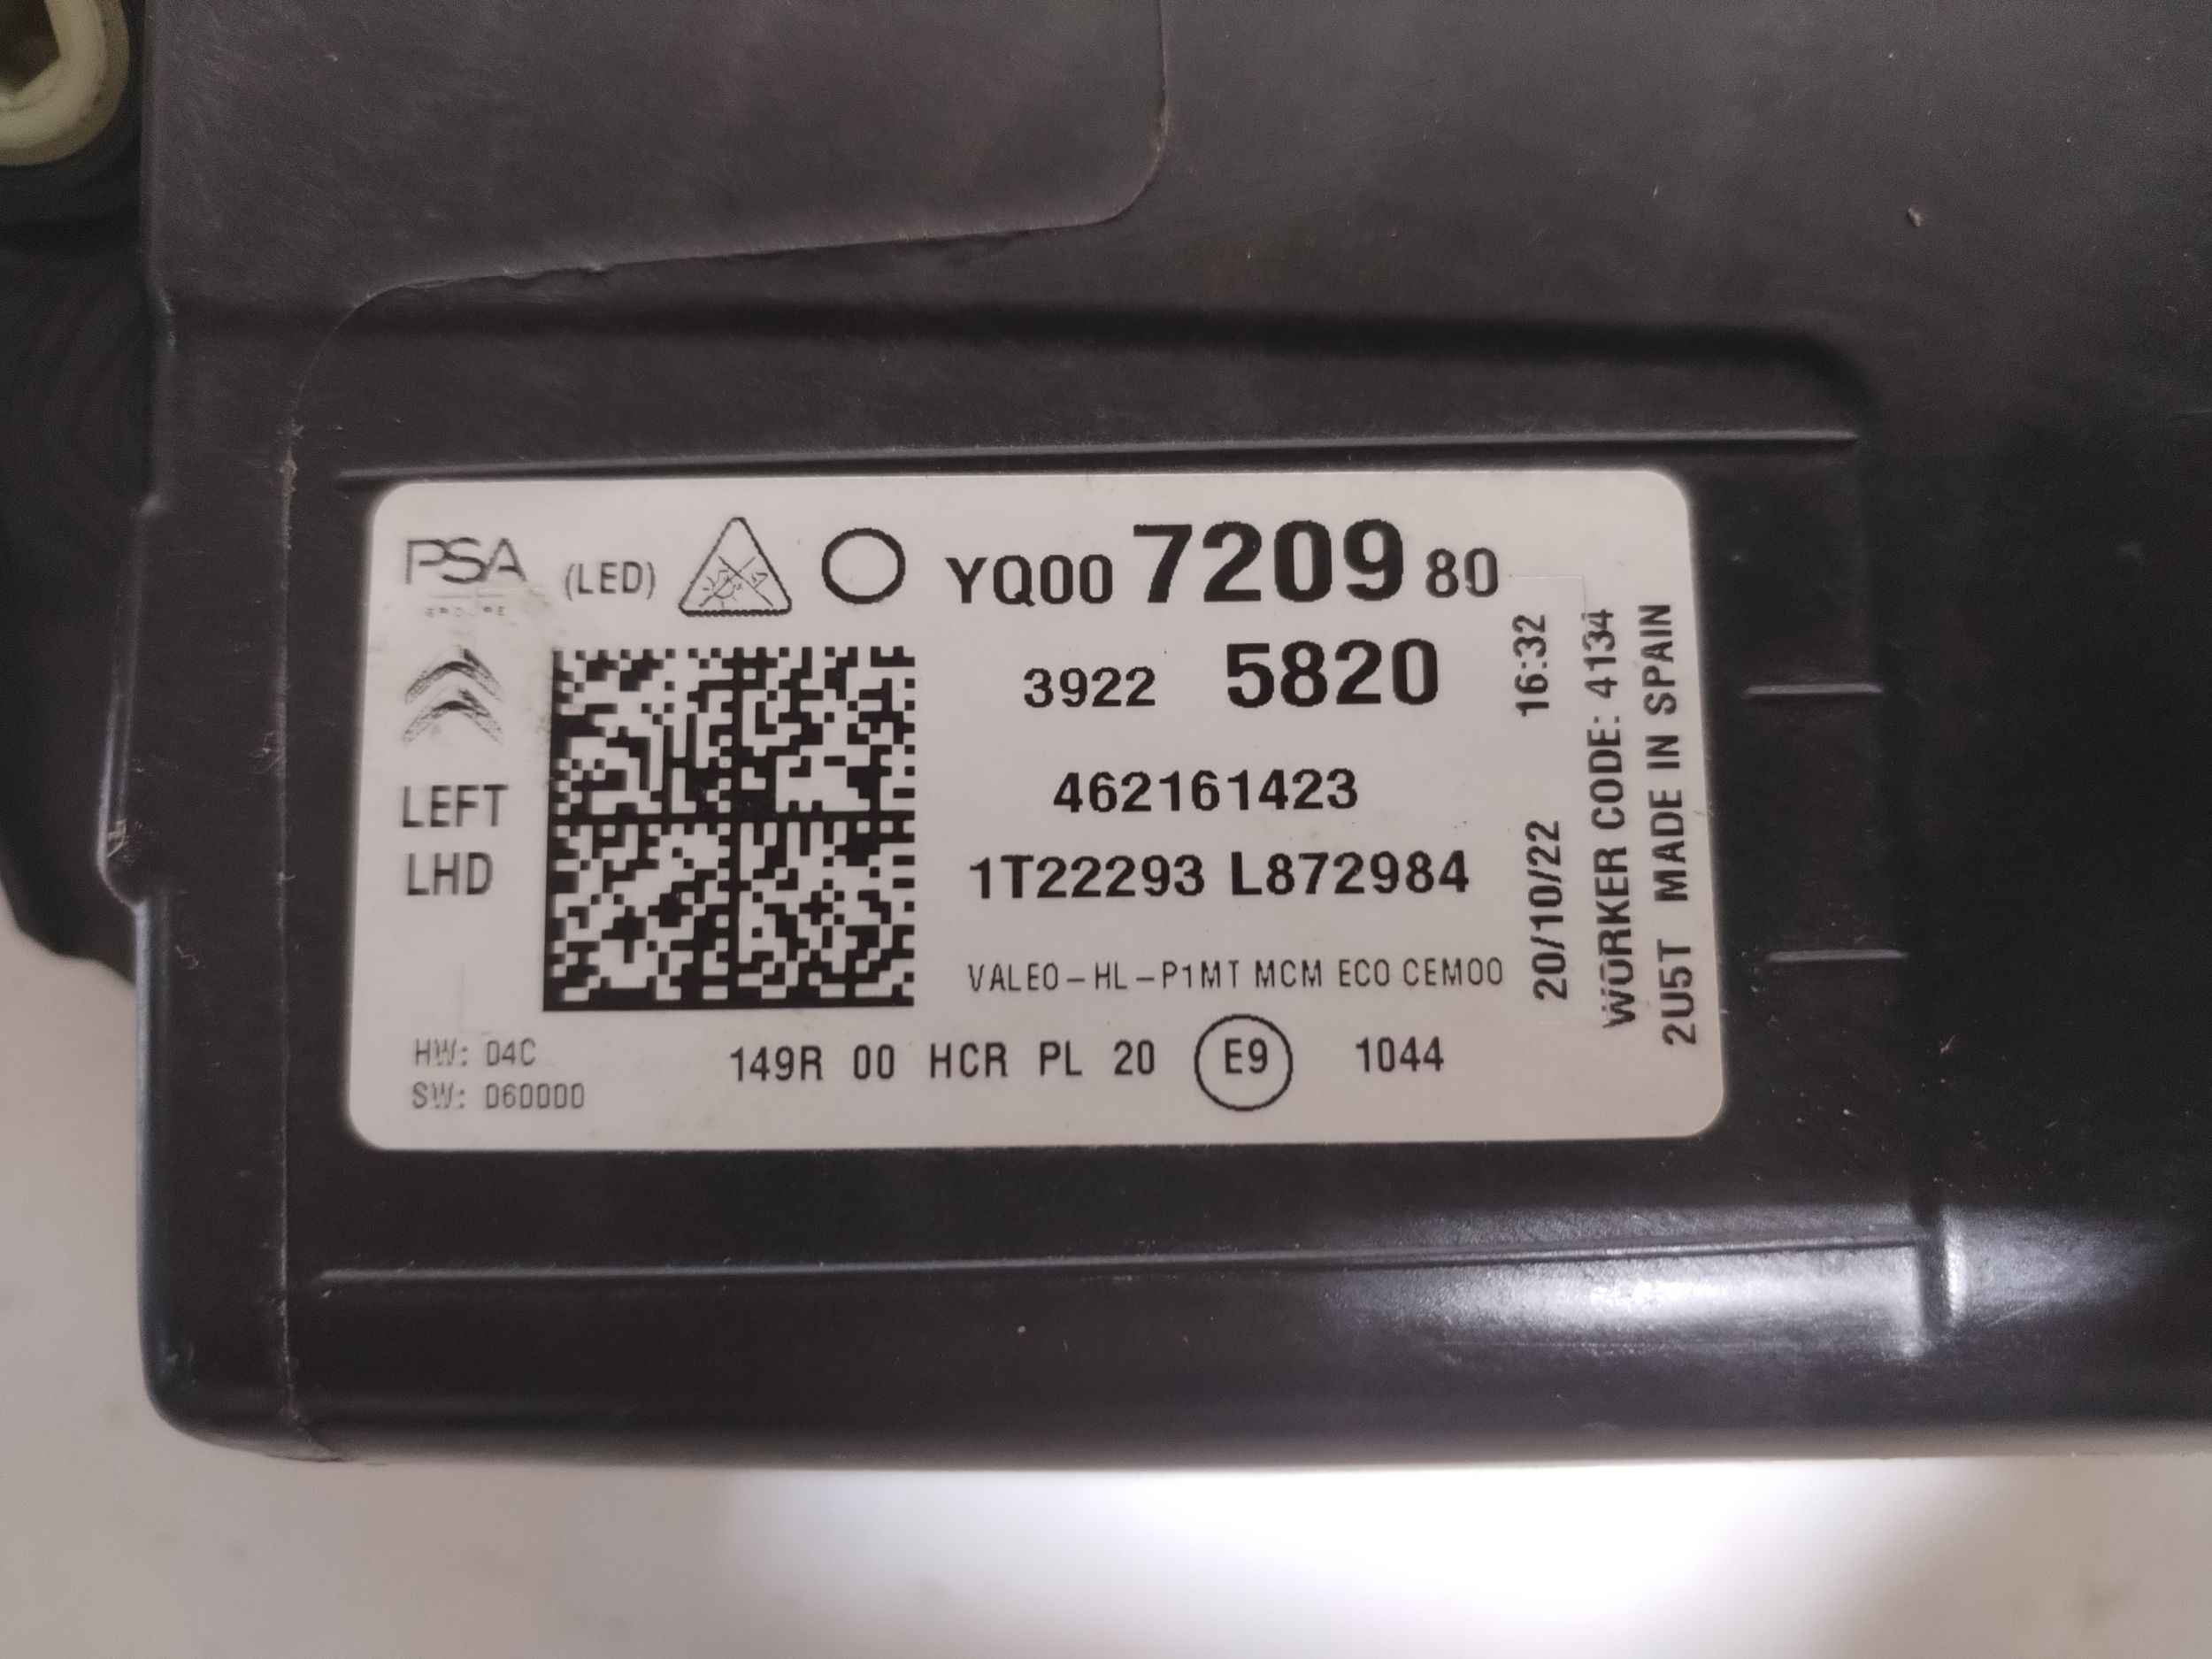 PSA
GROUPE
(LED)
YQ00 7209 80
3922 5820
462161423
1T22293 L872984
VALEO-HL-P1MT MCM ECO CEM00
LEFT
LHD
HW: 04C
SW: 060000
149R 00 HCR PL 20 E9 1044
20/10/22 16:32
WORKER CODE: 4134
2U5T MADE IN SPAIN